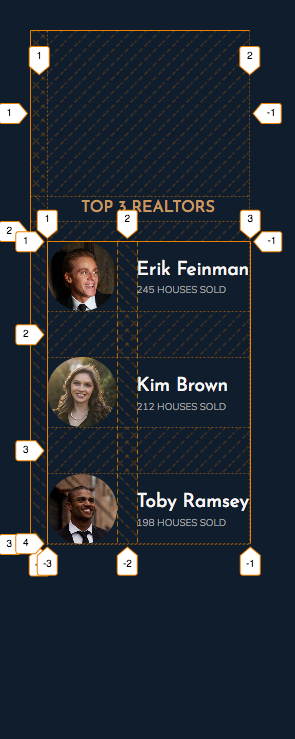 1
2
1
-1
TOP 3 REALTORS
1
2
3
2
1
-1
Erik Feinman
245 HOUSES SOLD
2
Kim Brown
212 HOUSES SOLD
3
Toby Ramsey
198 HOUSES SOLD
3
4
-3
-2
-1